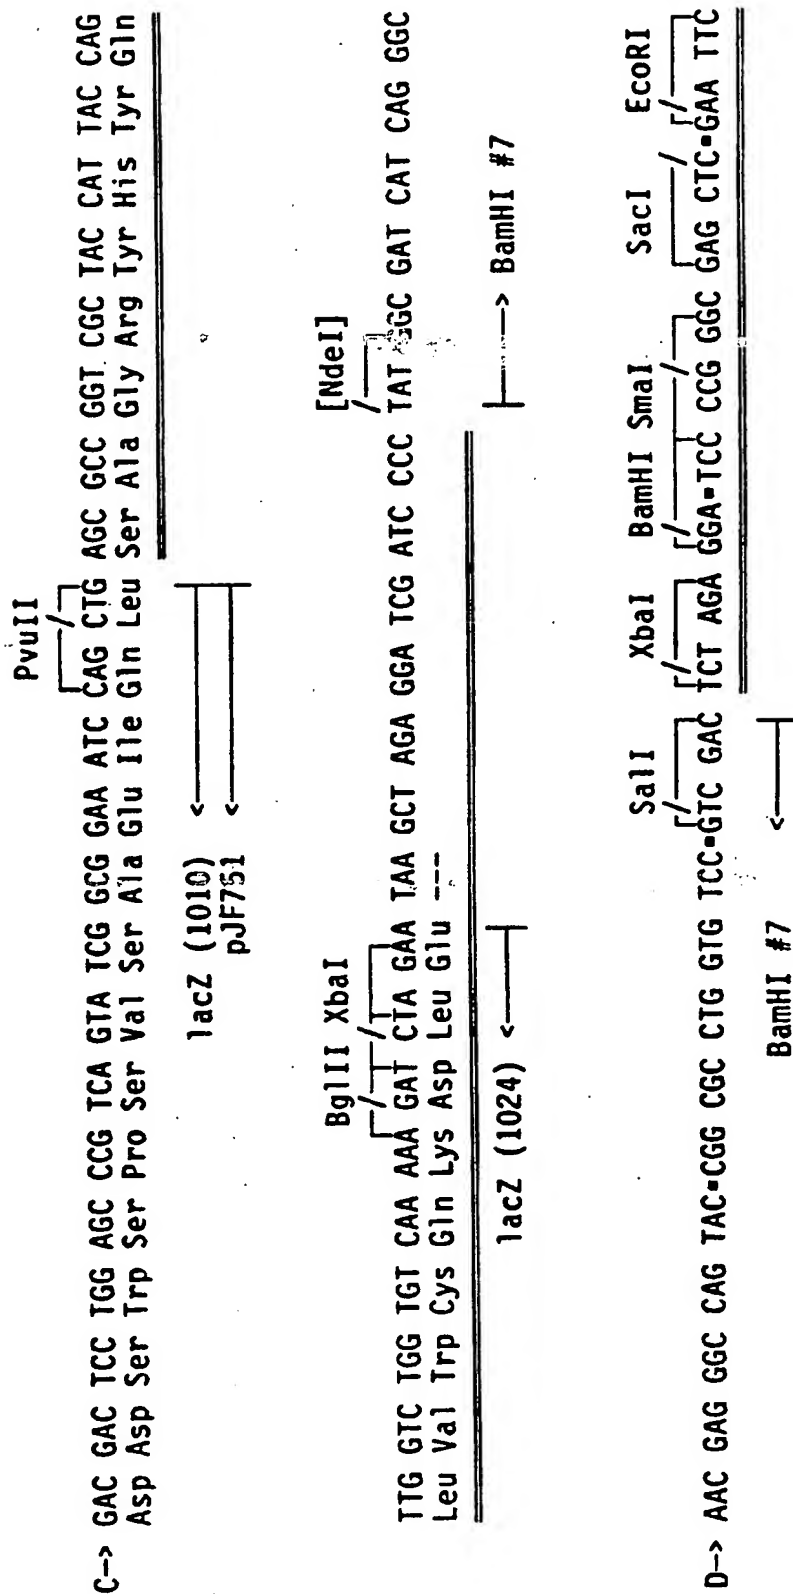 PvuII
C—> GAC GAC TCC TGG AGC CCG TCA GTA TCG GCG GAA ATC CAG CTG AGC GCC GGT CGC TAC CAT TAC CAG
Asp Asp Ser Trp Ser Pro Ser Val Ser Ala Glu Ile Gln Leu Ser Ala Gly Arg Tyr His Tyr Gln
lacZ (1010) <
pJF751 <
BglII XbaI [NdeI]
TTG GTC TGG TGT CAA AAA GAT CTA GAA TAA GCT AGA GGA TCG ATC CCC TAT GGC GAT CAT CAG GGC
Leu Val Trp Cys Gln Lys Asp Leu Glu ---
lacZ (1024) < > BamHI #7
SalI XbaI BamHI SmaI SacI EcoRI
D—> AAC GAG GGC CAG TAC▪CGG CGC CTG GTG TCC▪GTC GAC TCT AGA GGA▪TCC CCG GGC GAG CTC▪GAA TTC
BamHI #7 <